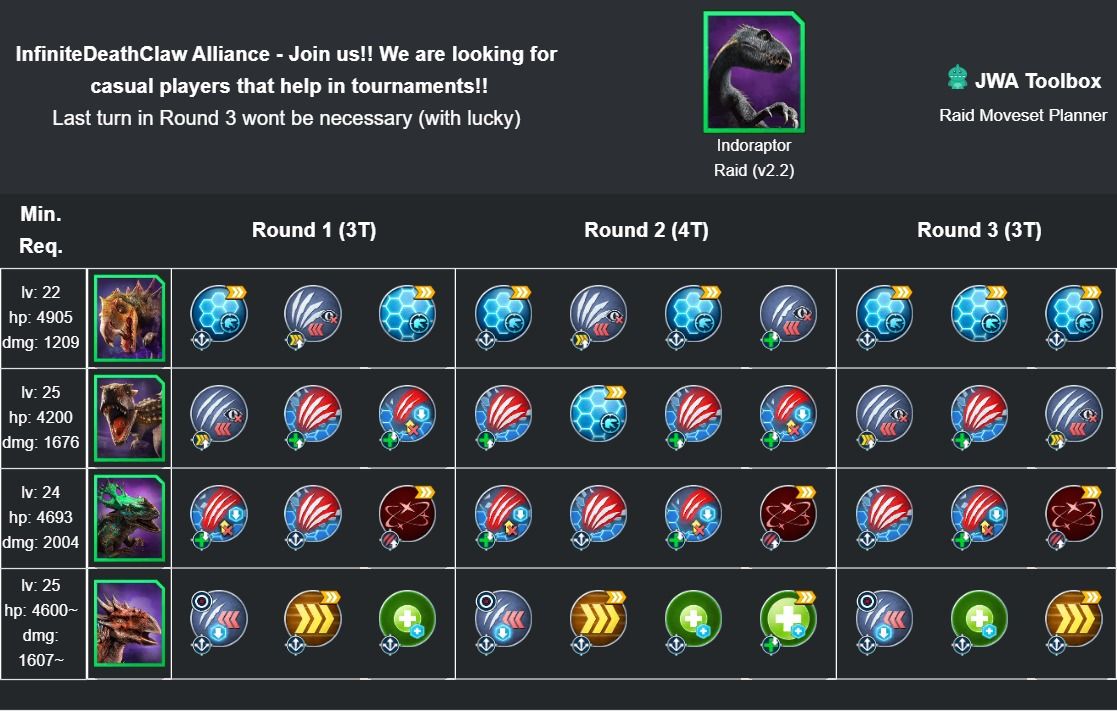 InfiniteDeathClaw Alliance - Join us!! We are looking for
casual players that help in tournaments!!
Last turn in Round 3 wont be necessary (with lucky)
Indoraptor
Raid (v2.2)
JWA Toolbox
Raid Moveset Planner
Min.
Req.
Round 1 (3T)
Round 2 (4T)
Round 3 (3T)
lv: 22
hp: 4905
dmg: 1209
lv: 25
hp: 4200
dmg: 1676
lv: 24
hp: 4693
dmg: 2004
lv: 25
hp: 4600~
dmg:
1607~